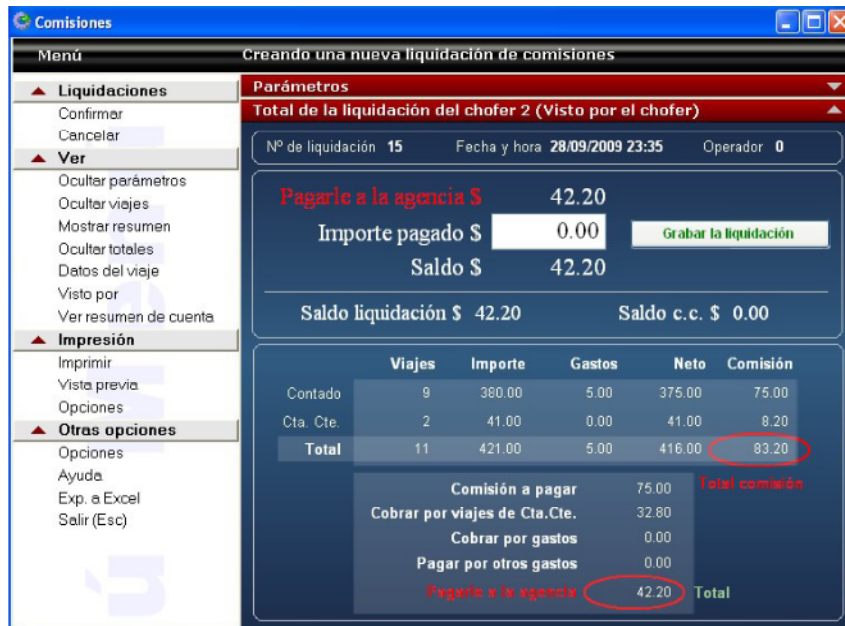 Comisiones
Menú
Creando una nueva liquidación de comisiones
Liquidaciones
Confirmar
Cancelar
Ver
Ocultar parámetros
Ocultar viajes
Mostrar resumen
Ocultar totales
Datos del viaje
Visto por
Ver resumen de cuenta
Impresión
Imprimir
Vista previa
Opciones
Otras opciones
Opciones
Ayuda
Exp. a Excel
Salir (Esc)
Parámetros
Total de la liquidación del chofer 2 (Visto por el chofer)
Nº de liquidación 15 Fecha y hora 28/09/2009 23:35 Operador 0
Pagarle a la agencia $ 42.20
Importe pagado $ 0.00 Grabar la liquidación
Saldo $ 42.20
Saldo liquidación $ 42.20 Saldo c.c. $ 0.00
Viajes Importe Gastos Neto Comisión
Contado 9 380.00 5.00 375.00 75.00
Cta. Cte. 2 41.00 0.00 41.00 8.20
Total 11 421.00 5.00 416.00 83.20
Total comisión
Comisión a pagar 75.00
Cobrar por viajes de Cta.Cte. 32.80
Cobrar por gastos 0.00
Pagar por otros gastos 0.00
Pagarle a la agencia 42.20 Total